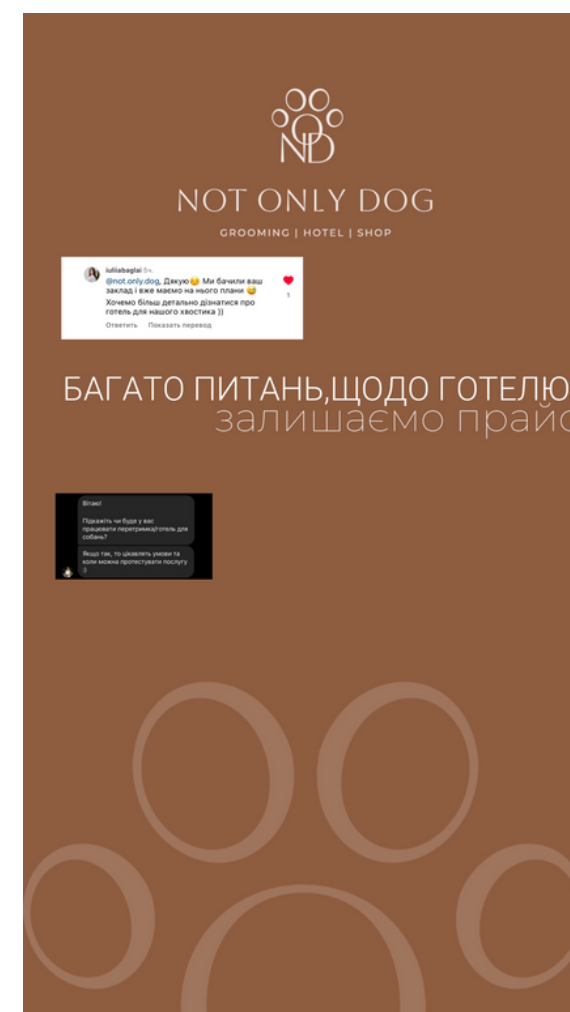 NOD
NOT ONLY DOG
GROOMING | HOTEL | SHOP
iuliiabaglai 5ч.
@not.only.dog, Дякую😊 Ми бачили ваш
заклад і вже маємо на нього плани 😅
Хочемо більш детально дізнатися про
готель для нашого хвостика ))
Ответить Показать перевод
1
БАГАТО ПИТАНЬ,ЩОДО ГОТЕЛЮ
залишаємо прайс
Вітаю!
Підкажіть чи буде у вас
працювати перетримка/готель для
собань?
Якщо так, то цікавлять умови та
коли можна протестувати послугу
:)